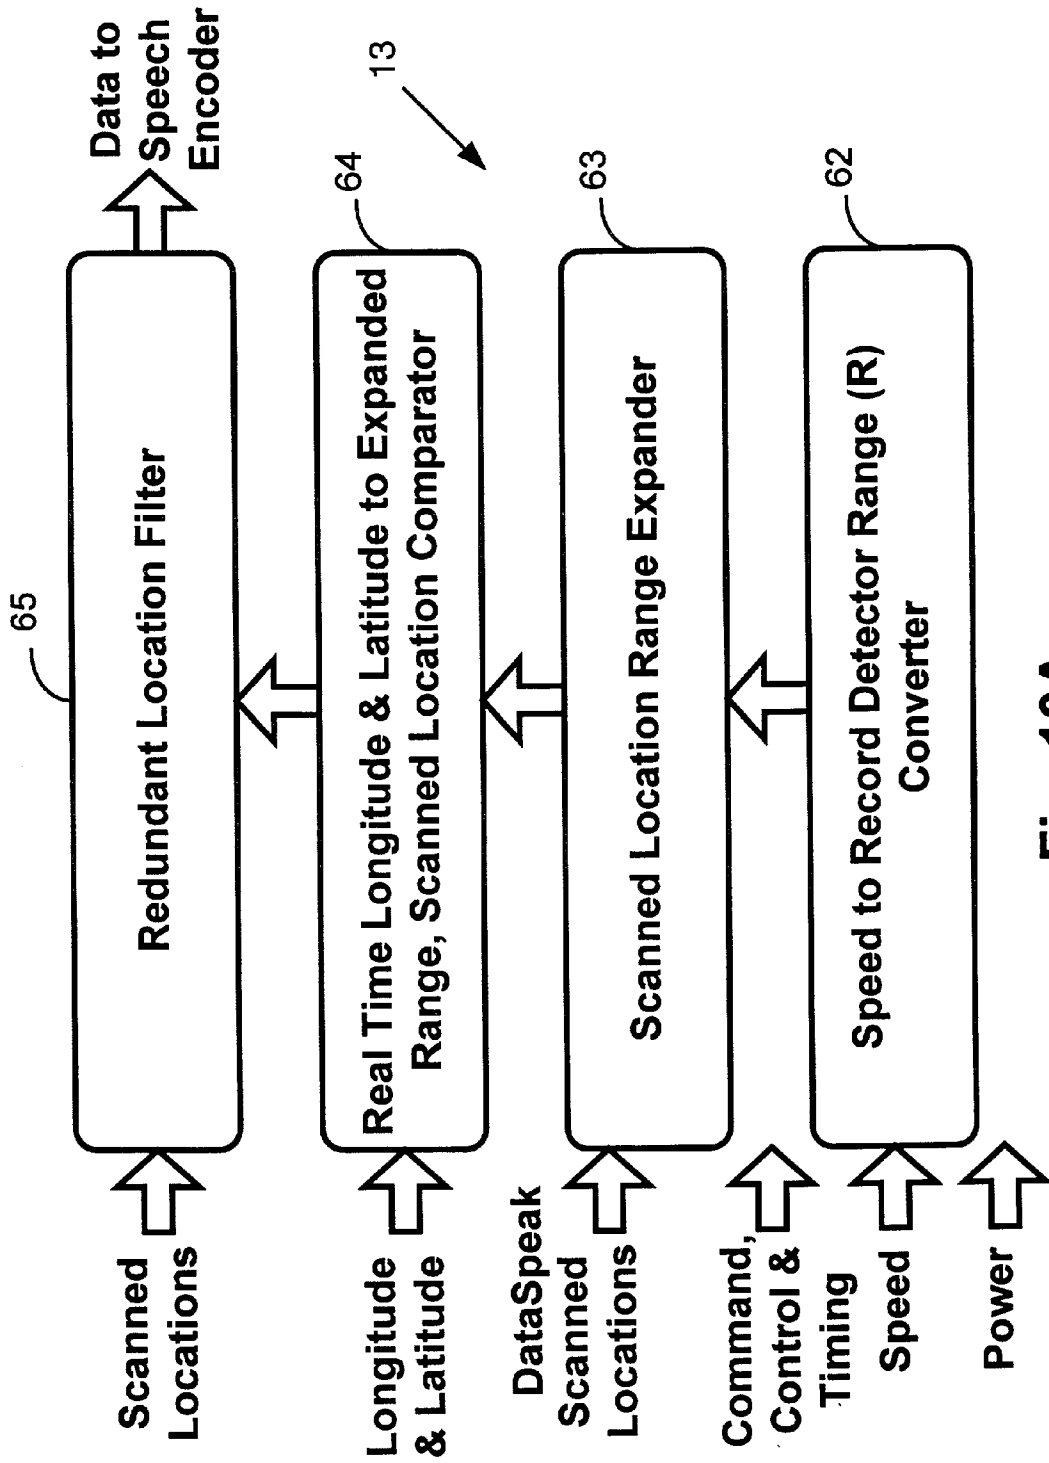 65
Scanned
Locations
Redundant Location Filter
Data to
Speech
Encoder
64
Longitude
& Latitude
Real Time Longitude & Latitude to Expanded
Range, Scanned Location Comparator
13
63
DataSpeak
Scanned
Locations
Scanned Location Range Expander
62
Command,
Control &
Timing
Speed
Speed to Record Detector Range (R)
Converter
Power